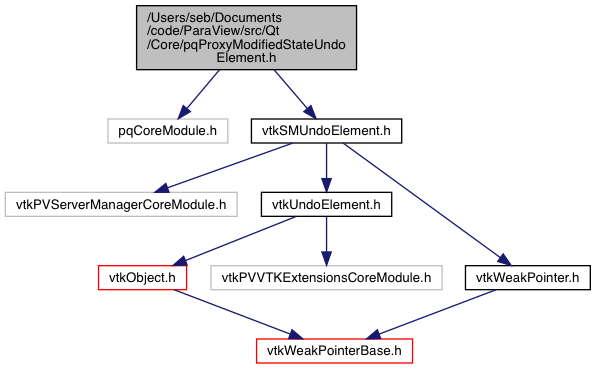 /Users/seb/Documents
/code/ParaView/src/Qt
/Core/pqProxyModifiedStateUndo
Element.h
pqCoreModule.h
vtkSMUndoElement.h
vtkPVServerManagerCoreModule.h
vtkUndoElement.h
vtkObject.h
vtkPVVTKExtensionsCoreModule.h
vtkWeakPointer.h
vtkWeakPointerBase.h